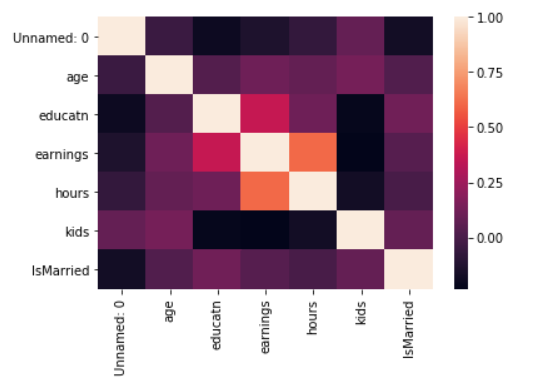 Unnamed: 0
age
educatn
earnings
hours
kids
IsMarried
Unnamed: 0
age
educatn
earnings
hours
kids
IsMarried
1.00
0.75
0.50
0.25
0.00